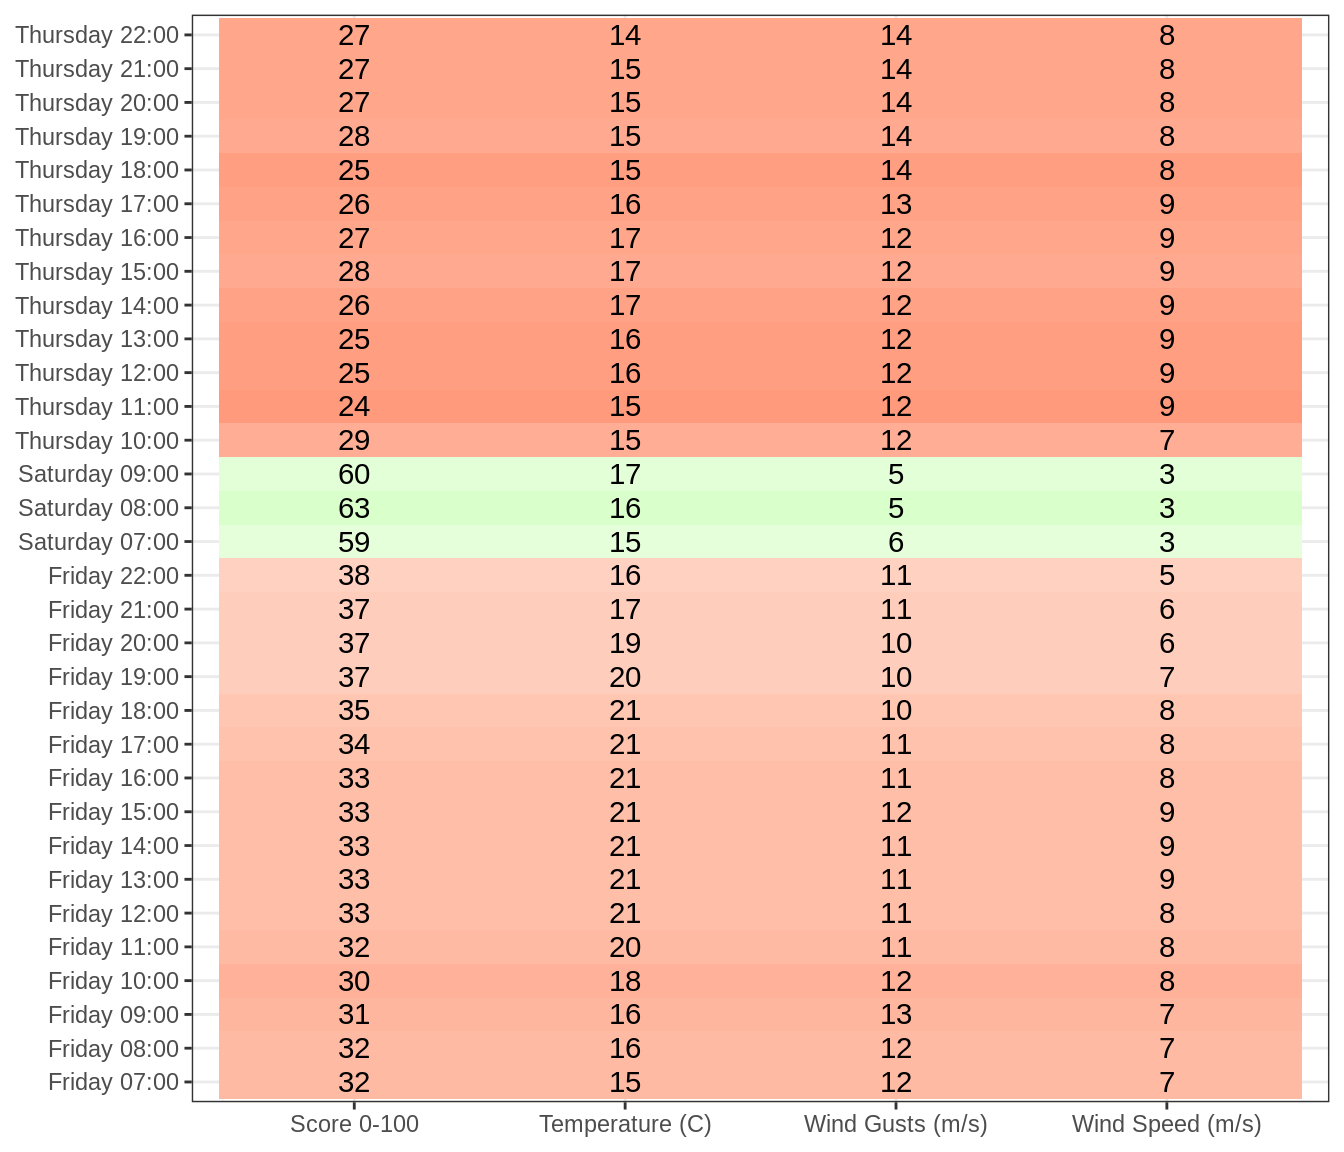 Thursday 22:00 27 14 14 8
Thursday 21:00 27 15 14 8
Thursday 20:00 27 15 14 8
Thursday 19:00 28 15 14 8
Thursday 18:00 25 15 14 8
Thursday 17:00 26 16 13 9
Thursday 16:00 27 17 12 9
Thursday 15:00 28 17 12 9
Thursday 14:00 26 17 12 9
Thursday 13:00 25 16 12 9
Thursday 12:00 25 16 12 9
Thursday 11:00 24 15 12 9
Thursday 10:00 29 15 12 7
Saturday 09:00 60 17 5 3
Saturday 08:00 63 16 5 3
Saturday 07:00 59 15 6 3
Friday 22:00 38 16 11 5
Friday 21:00 37 17 11 6
Friday 20:00 37 19 10 6
Friday 19:00 37 20 10 7
Friday 18:00 35 21 10 8
Friday 17:00 34 21 11 8
Friday 16:00 33 21 11 8
Friday 15:00 33 21 12 9
Friday 14:00 33 21 11 9
Friday 13:00 33 21 11 9
Friday 12:00 33 21 11 8
Friday 11:00 32 20 11 8
Friday 10:00 30 18 12 8
Friday 09:00 31 16 13 7
Friday 08:00 32 16 12 7
Friday 07:00 32 15 12 7
Score 0-100 Temperature (C) Wind Gusts (m/s) Wind Speed (m/s)